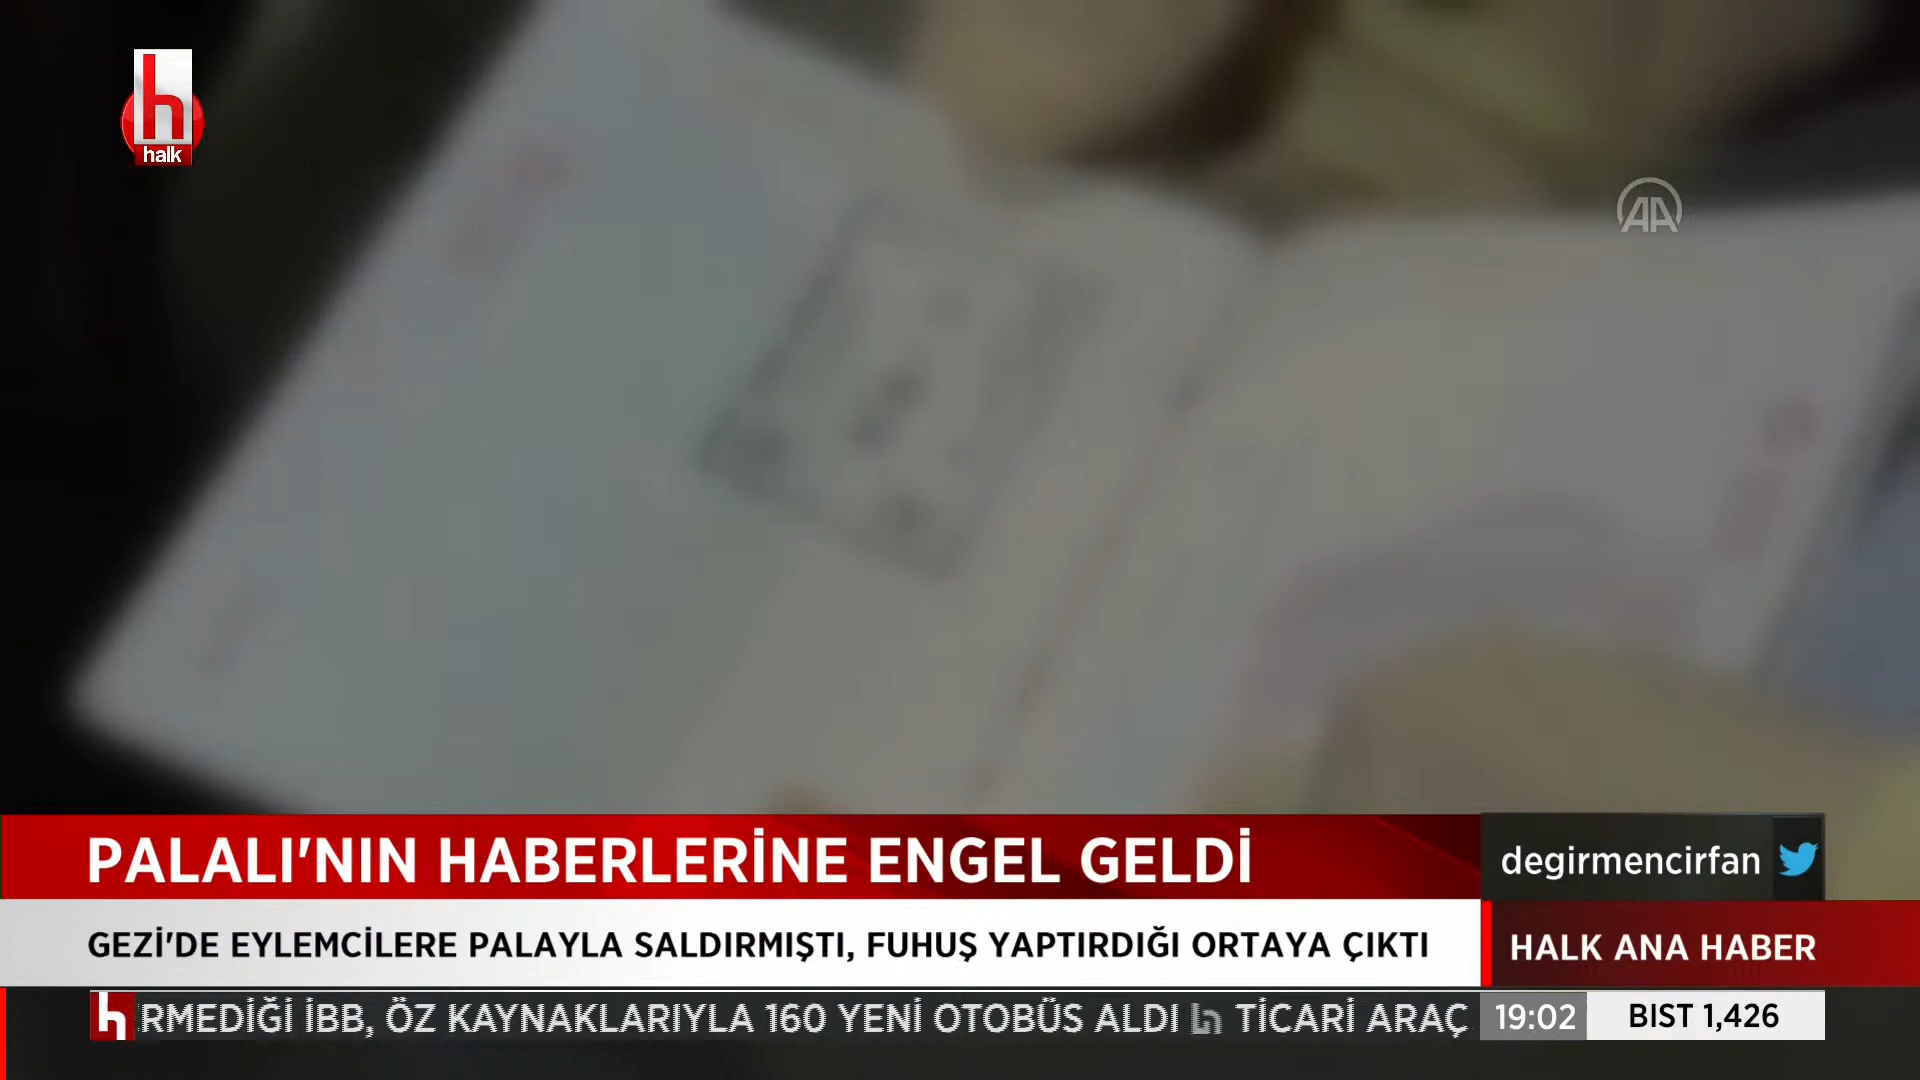 h
halk
AA
PALALI'NIN HABERLERİNE ENGEL GELDİ
degirmencirfan
GEZİ'DE EYLEMCİLERE PALAYLA SALDIRMIŞTI, FUHUŞ YAPTIRDIĞI ORTAYA ÇIKTI
HALK ANA HABER
h RMEDİĞİ İBB, ÖZ KAYNAKLARIYLA 160 YENİ OTOBÜS ALDI h TİCARİ ARAÇ
19:02
BIST 1,426